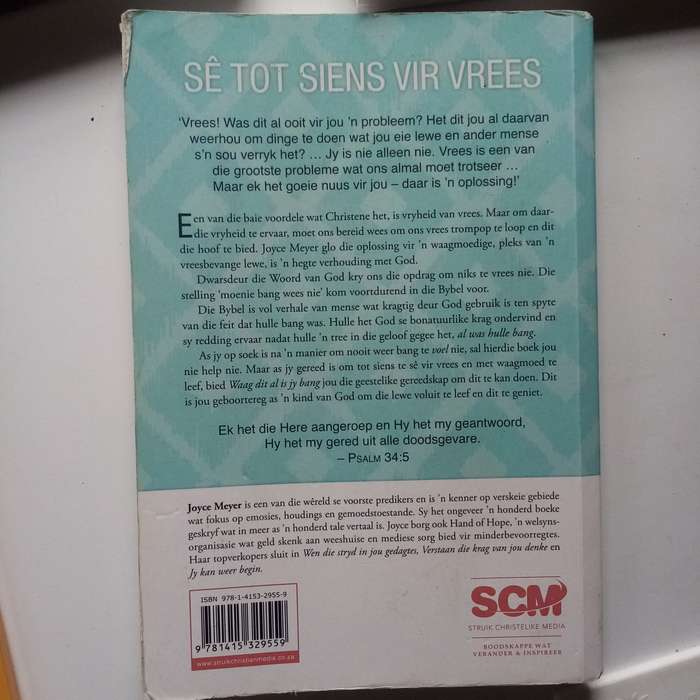 SÊ TOT SIENS VIR VREES
'Vrees! Was dit al ooit vir jou 'n probleem? Het dit jou al daarvan
weerhou om dinge te doen wat jou eie lewe en ander mense
s'n sou verryk het? ... Jy is nie alleen nie. Vrees is een van
die grootste probleme wat ons almal moet trotseer ...
Maar ek het goeie nuus vir jou – daar is 'n oplossing!'
Een van die baie voordele wat Christene het, is vryheid van vrees. Maar om daar-
die vryheid te ervaar, moet ons bereid wees om ons vrees trompop te loop en dit
die hoof te bied. Joyce Meyer glo die oplossing vir 'n waagmoedige, pleks van 'n
vreesbevange lewe, is 'n hegte verhouding met God.
Dwarsdeur die Woord van God kry ons die opdrag om niks te vrees nie. Die
stelling 'moenie bang wees nie' kom voortdurend in die Bybel voor.
Die Bybel is vol verhale van mense wat kragtig deur God gebruik is ten spyte
van die feit dat hulle bang was. Hulle het God se bonatuurlike krag ondervind en
sy redding ervaar nadat hulle 'n tree in die geloof gegee het, al was hulle bang.
As jy op soek is na 'n manier om nooit weer bang te voel nie, sal hierdie boek jou
nie help nie. Maar as jy gereed is om tot siens te sê vir vrees en met waagmoed te
leef, bied Waag dit al is jy bang jou die geestelike gereedskap om dit te kan doen. Dit
is jou geboortereg as 'n kind van God om die lewe voluit te leef en dit te geniet.
Ek het die Here aangeroep en Hy het my geantwoord,
Hy het my gered uit alle doodsgevare.
– PSALM 34:5
Joyce Meyer is een van die wêreld se voorste predikers en is 'n kenner op verskeie gebiede
wat fokus op emosies, houdings en gemoedstoestande. Sy het ongeveer 'n honderd boeke
geskryf wat in meer as 'n honderd tale vertaal is. Joyce borg ook Hand of Hope, 'n welsyns-
organisasie wat geld skenk aan weeshuise en mediese sorg bied vir minderbevoorregtes.
Haar topverkopers sluit in Wen die stryd in jou gedagtes, Verstaan die krag van jou denke en
Jy kan weer begin.
ISBN 978-1-4153-2955-9
9 781415 329559
www.struikchristianmedia.co.za
SCM
STRUIK CHRISTELIKE MEDIA
BOODSKAPPE WAT
VERANDER & INSPIREER